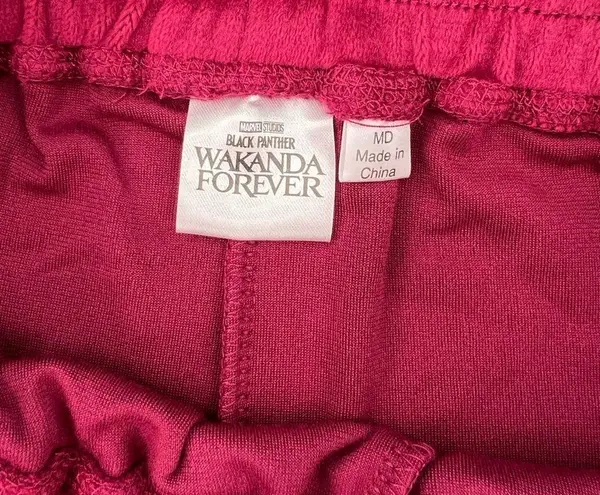 MARVEL STUDIOS
BLACK PANTHER
WAKANDA
FOREVER
MD
Made in
China